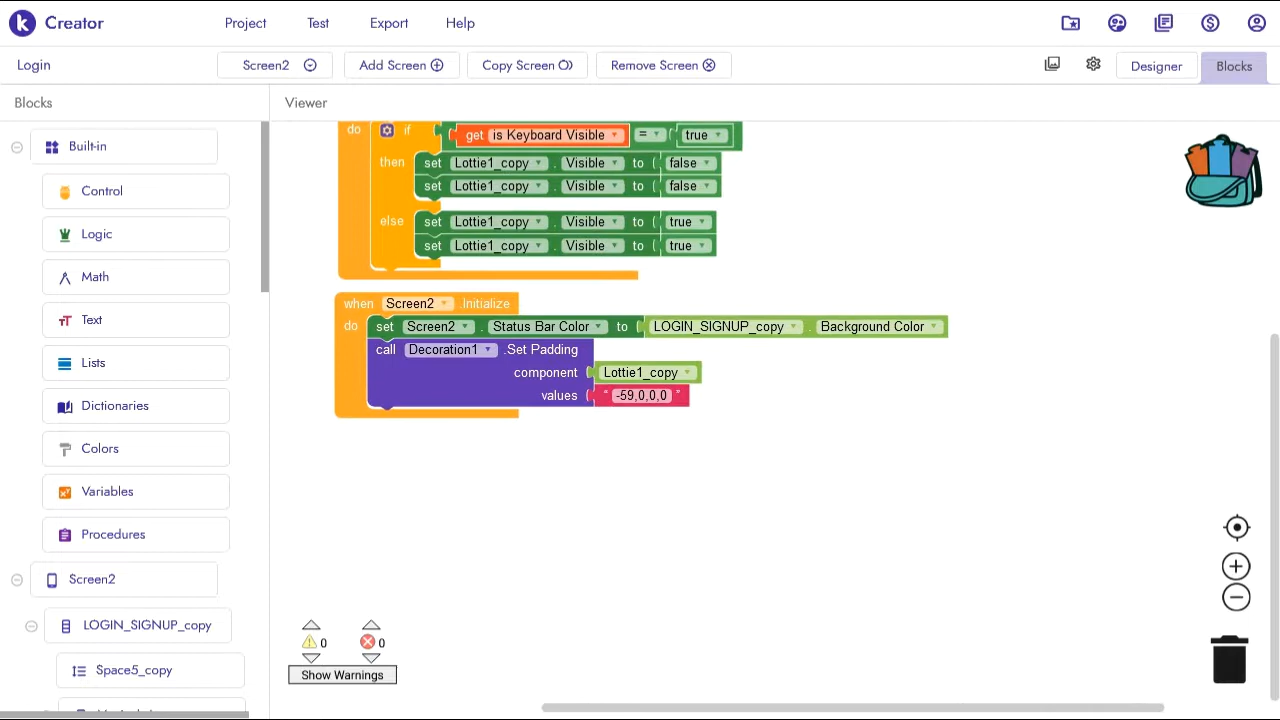 Creator
Project Test Export Help
Login Screen2 Add Screen Copy Screen Remove Screen Designer Blocks
Blocks Viewer
Built-in
Control
Logic
Math
Text
Lists
Dictionaries
Colors
Variables
Procedures
Screen2
LOGIN_SIGNUP_copy
Space5_copy
do if get is Keyboard Visible = true
then set Lottie1_copy . Visible to false
set Lottie1_copy . Visible to false
else set Lottie1_copy . Visible to true
set Lottie1_copy . Visible to true
when Screen2 .Initialize
do set Screen2 . Status Bar Color to LOGIN_SIGNUP_copy . Background Color
call Decoration1 .Set Padding
component Lottie1_copy
values " -59,0,0,0 "
0 0
Show Warnings